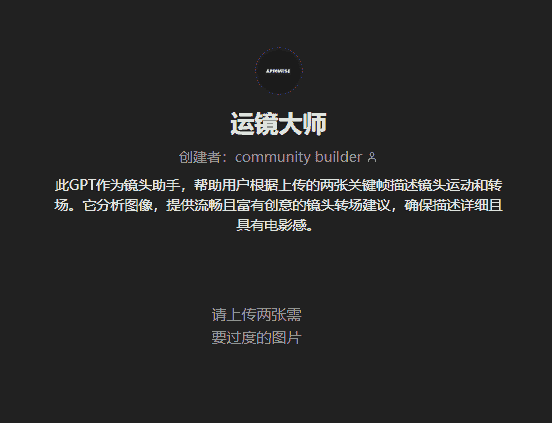 APMWISE
运镜大师
创建者：community builder
此GPT作为镜头助手，帮助用户根据上传的两张关键帧描述镜头运动和转
场。它分析图像，提供流畅且富有创意的镜头转场建议，确保描述详细且
具有电影感。
请上传两张需
要过度的图片